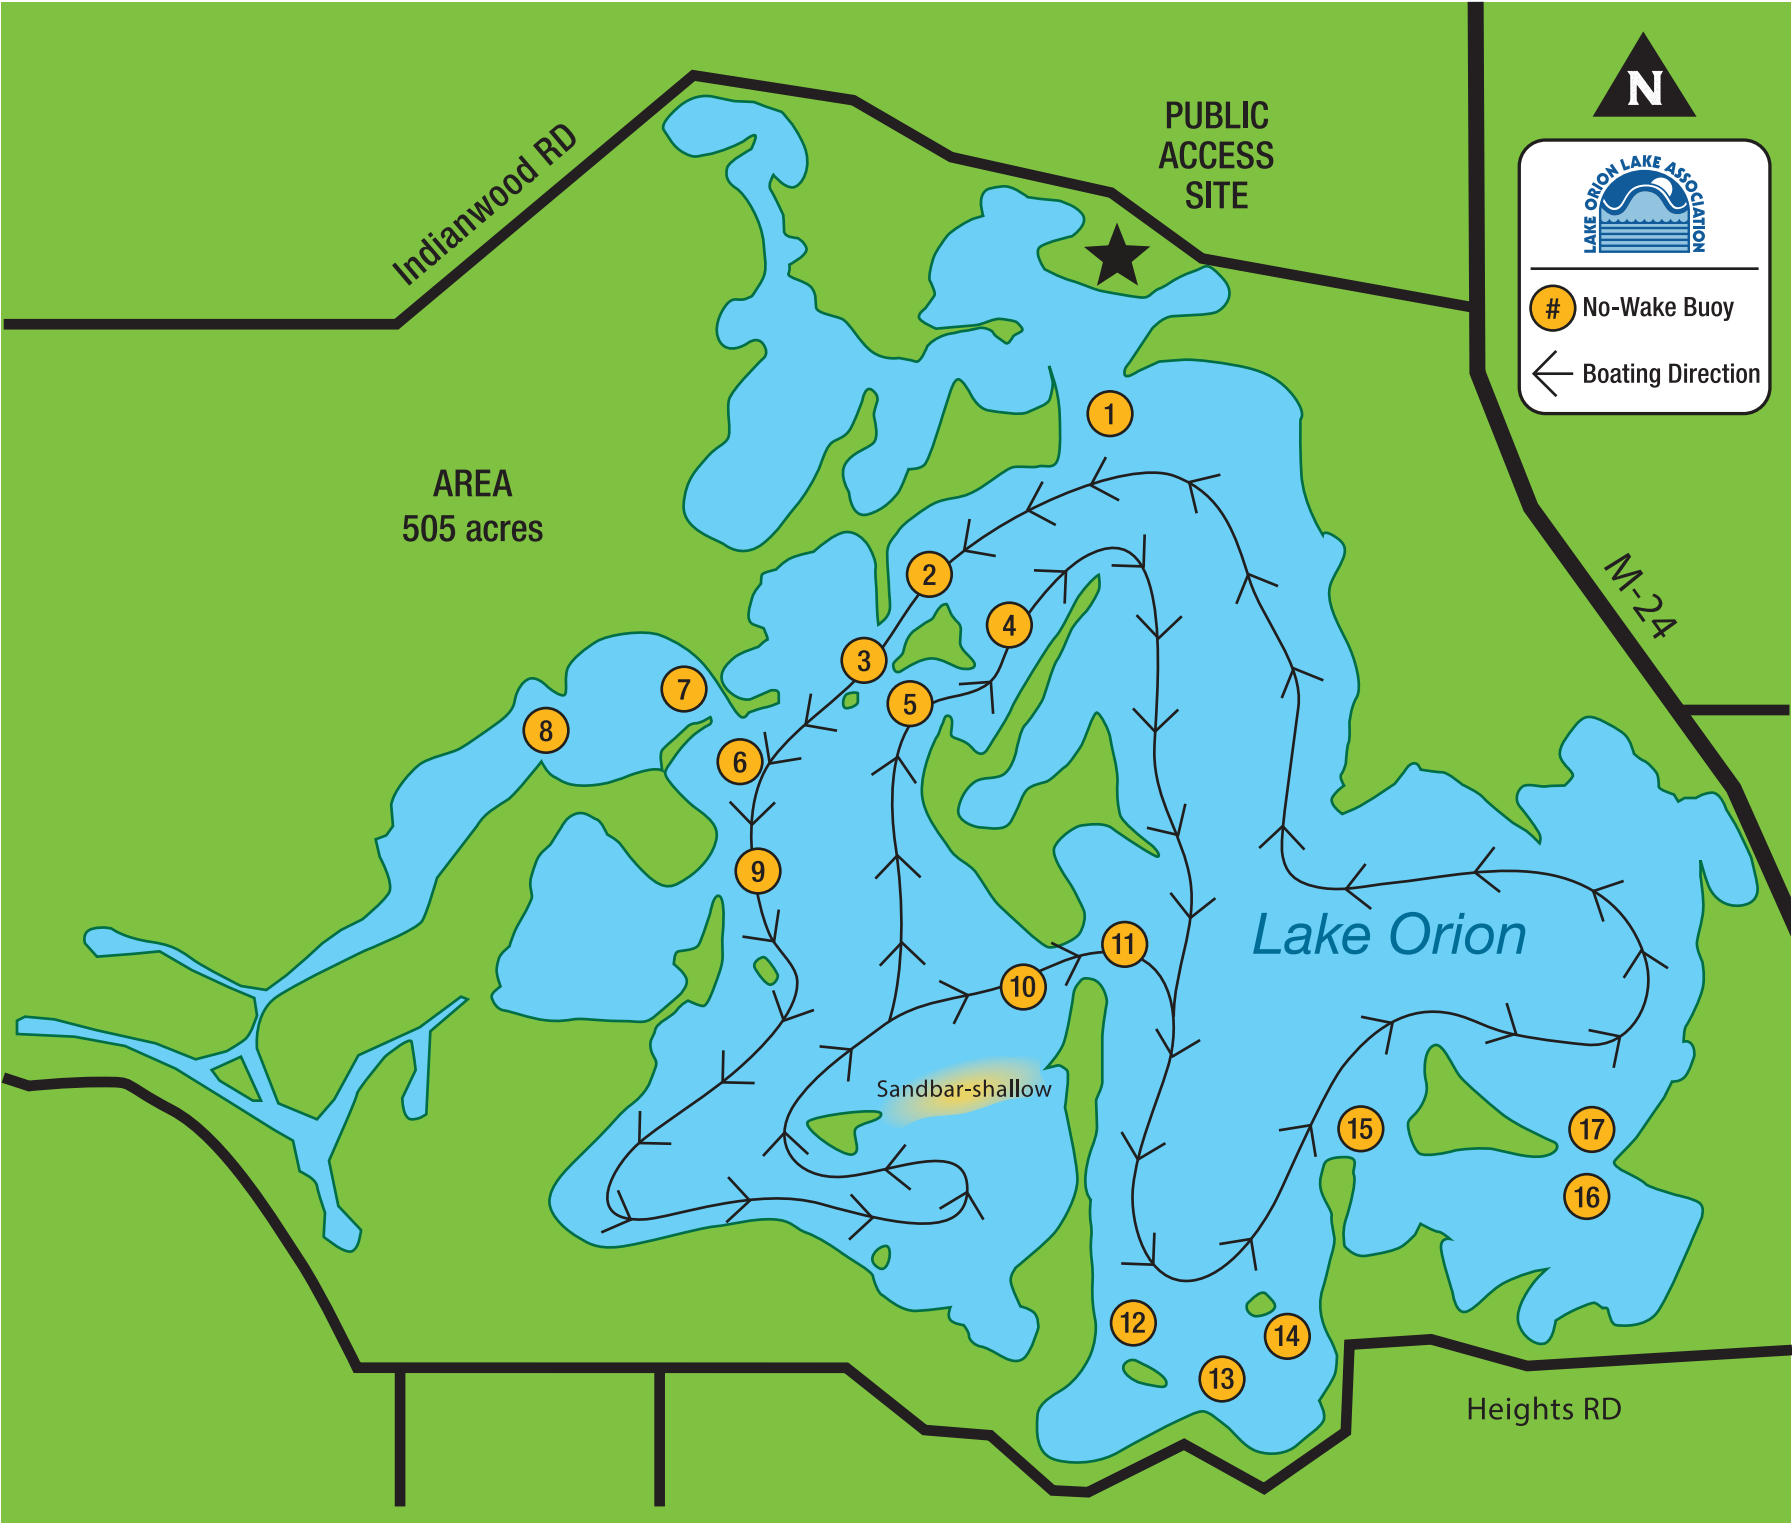 Indianwood RD
PUBLIC
ACCESS
SITE
N
LAKE ORION LAKE ASSOCIATION
# No-Wake Buoy
Boating Direction
AREA
505 acres
M-24
1
2
3
4
5
6
7
8
9
10
11
Lake Orion
Sandbar-shallow
12
13
14
15
16
17
Heights RD